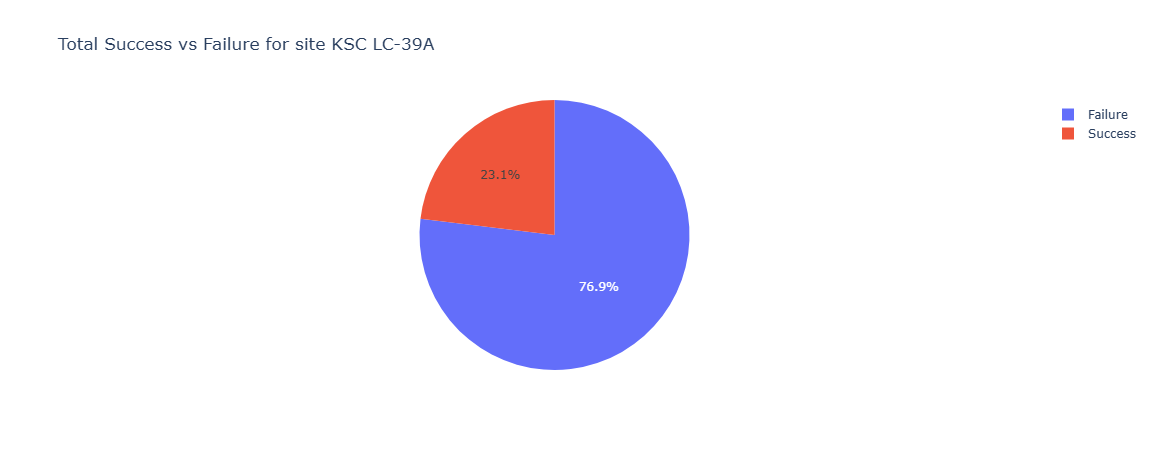 Total Success vs Failure for site KSC LC-39A
Failure
Success
23.1%
76.9%